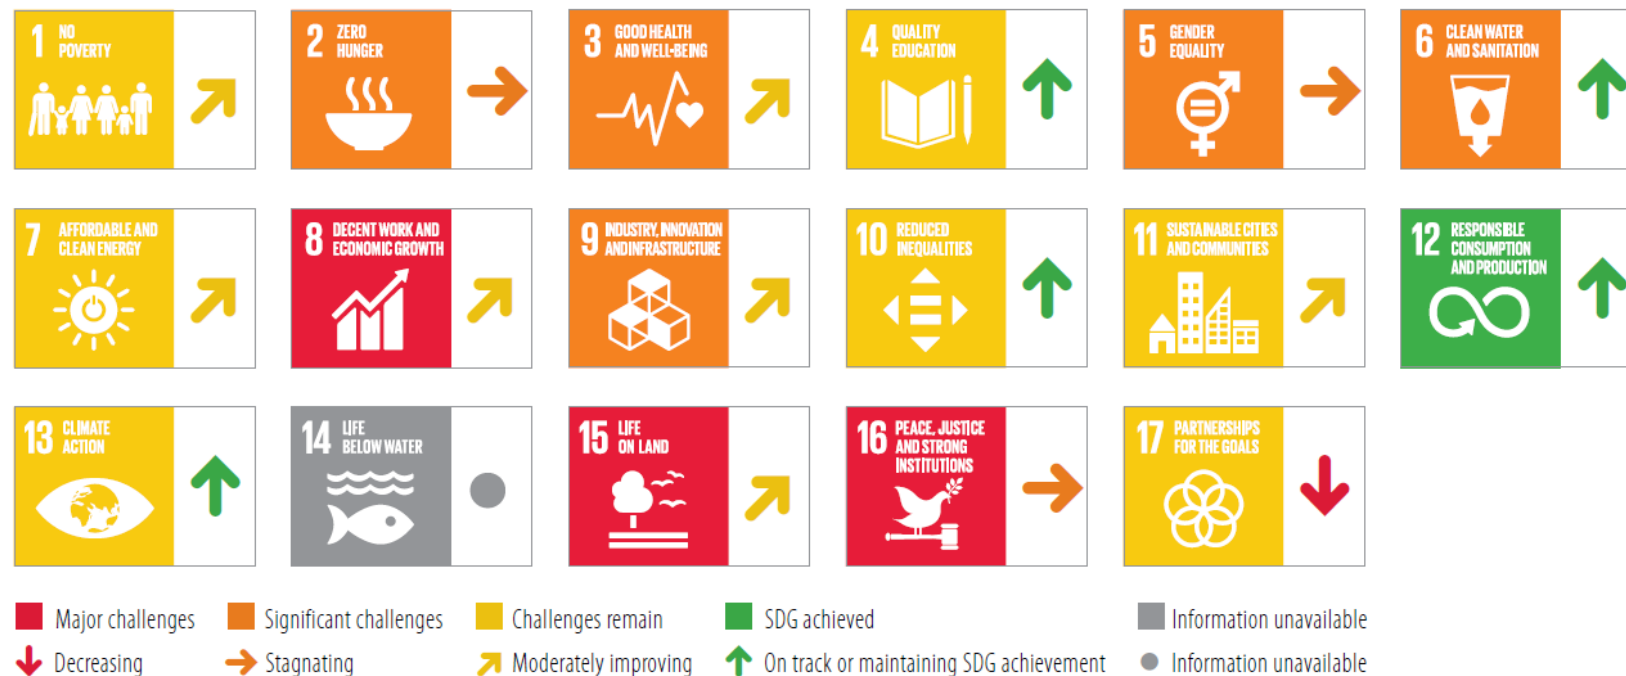 1 NO
POVERTY
2 ZERO
HUNGER
3 GOOD HEALTH
AND WELL-BEING
4 QUALITY
EDUCATION
5 GENDER
EQUALITY
6 CLEAN WATER
AND SANITATION
7 AFFORDABLE AND
CLEAN ENERGY
8 DECENT WORK AND
ECONOMIC GROWTH
9 INDUSTRY, INNOVATION
AND INFRASTRUCTURE
10 REDUCED
INEQUALITIES
11 SUSTAINABLE CITIES
AND COMMUNITIES
12 RESPONSIBLE
CONSUMPTION
AND PRODUCTION
13 CLIMATE
ACTION
14 LIFE
BELOW WATER
15 LIFE
ON LAND
16 PEACE, JUSTICE
AND STRONG
INSTITUTIONS
17 PARTNERSHIPS
FOR THE GOALS
Major challenges
Significant challenges
Challenges remain
SDG achieved
Information unavailable
Decreasing
Stagnating
Moderately improving
On track or maintaining SDG achievement
Information unavailable